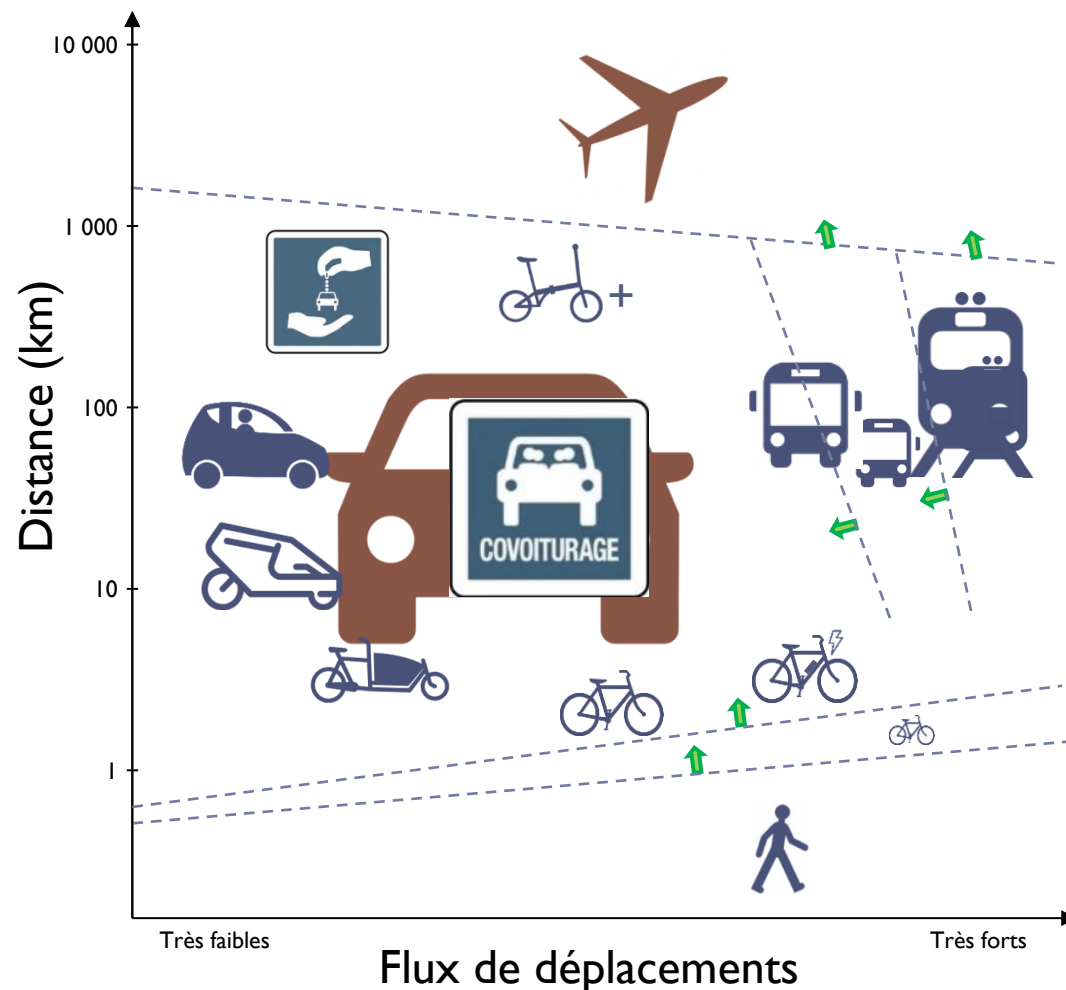 10 000
1 000
100
10
1
Distance (km)
+
COVOITURAGE
Très faibles
Très forts
Flux de déplacements